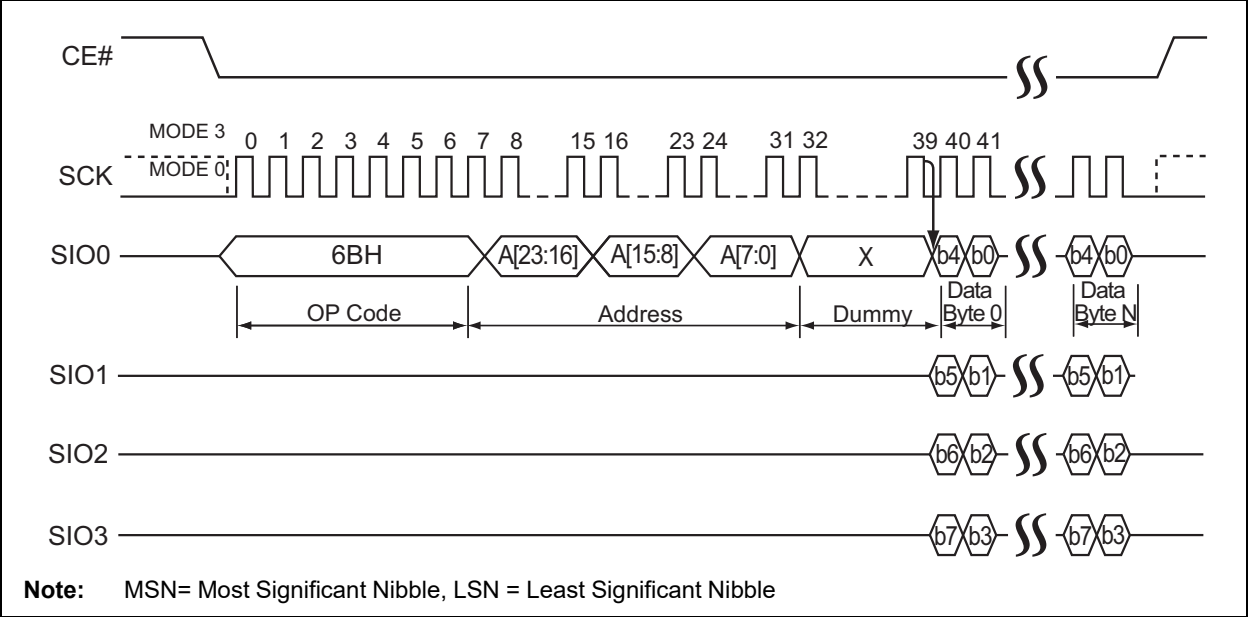 CE#
MODE 3
0 1 2 3 4 5 6 7 8 15 16 23 24 31 32 39 40 41
SCK
MODE 0
SIO0
6BH A[23:16] A[15:8] A[7:0] X b4 b0 b4 b0
OP Code Address Dummy Data Byte 0 Data Byte N
SIO1 b5 b1 b5 b1
SIO2 b6 b2 b6 b2
SIO3 b7 b3 b7 b3
Note: MSN= Most Significant Nibble, LSN = Least Significant Nibble